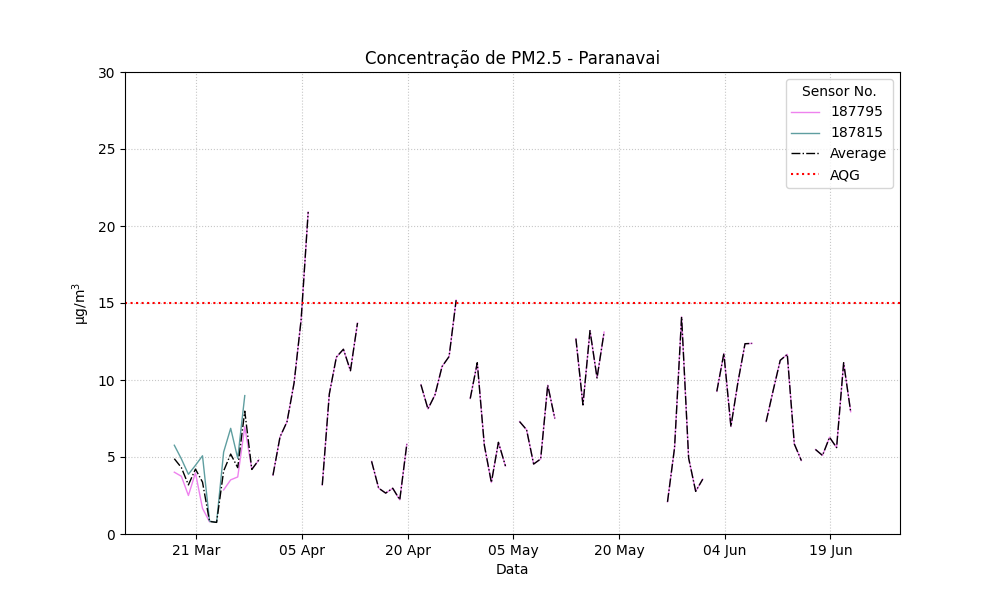 Concentração de PM2.5 - Paranavai
30
25
20
15
10
5
0
µg/m³
21 Mar
05 Apr
20 Apr
05 May
20 May
04 Jun
19 Jun
Data
Sensor No.
187795
187815
Average
AQG